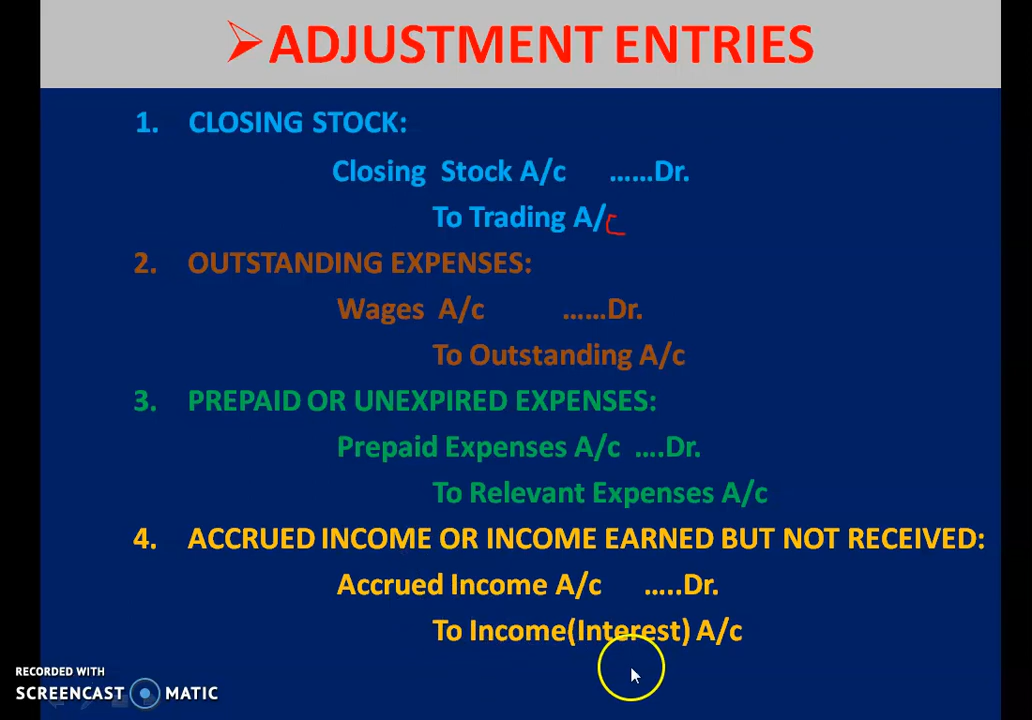 ➢ADJUSTMENT ENTRIES
1. CLOSING STOCK:
Closing Stock A/c ......Dr.
To Trading A/c
2. OUTSTANDING EXPENSES:
Wages A/c ......Dr.
To Outstanding A/c
3. PREPAID OR UNEXPIRED EXPENSES:
Prepaid Expenses A/c ....Dr.
To Relevant Expenses A/c
4. ACCRUED INCOME OR INCOME EARNED BUT NOT RECEIVED:
Accrued Income A/c .....Dr.
To Income(Interest) A/c
RECORDED WITH
SCREENCAST MATIC